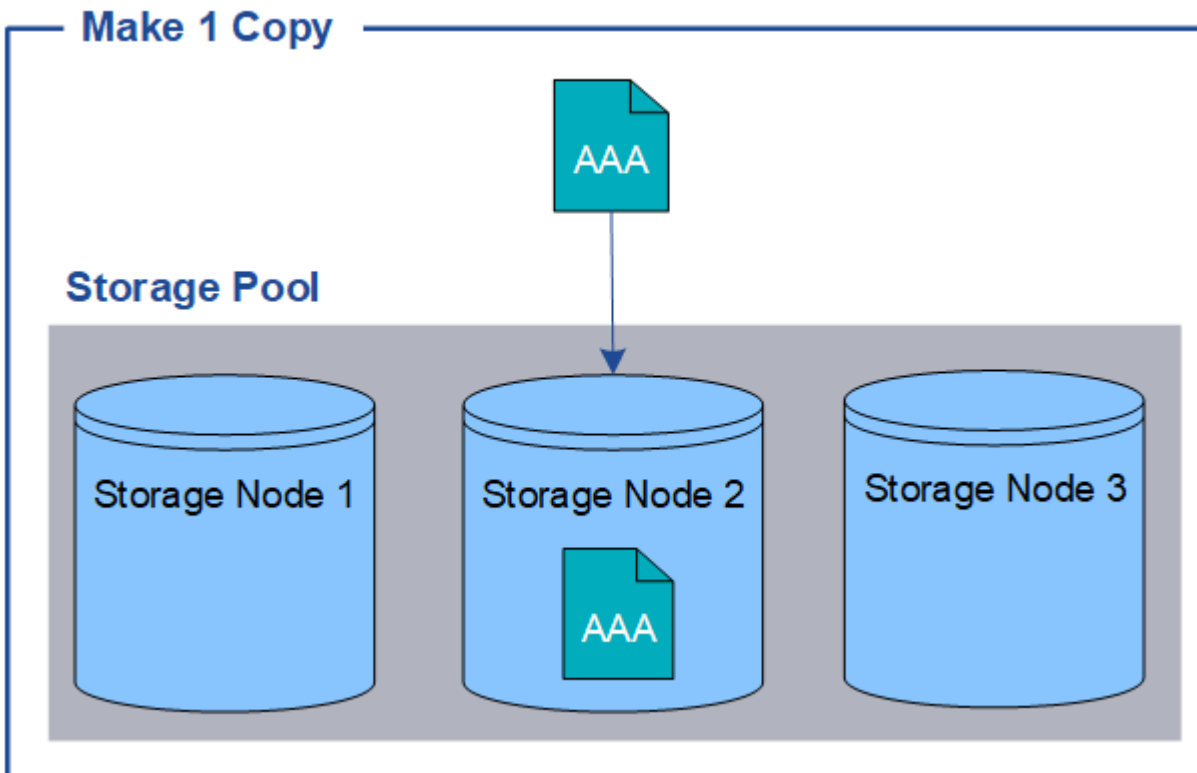 Make 1 Copy
AAA
Storage Pool
Storage Node 1
Storage Node 2
Storage Node 3
AAA